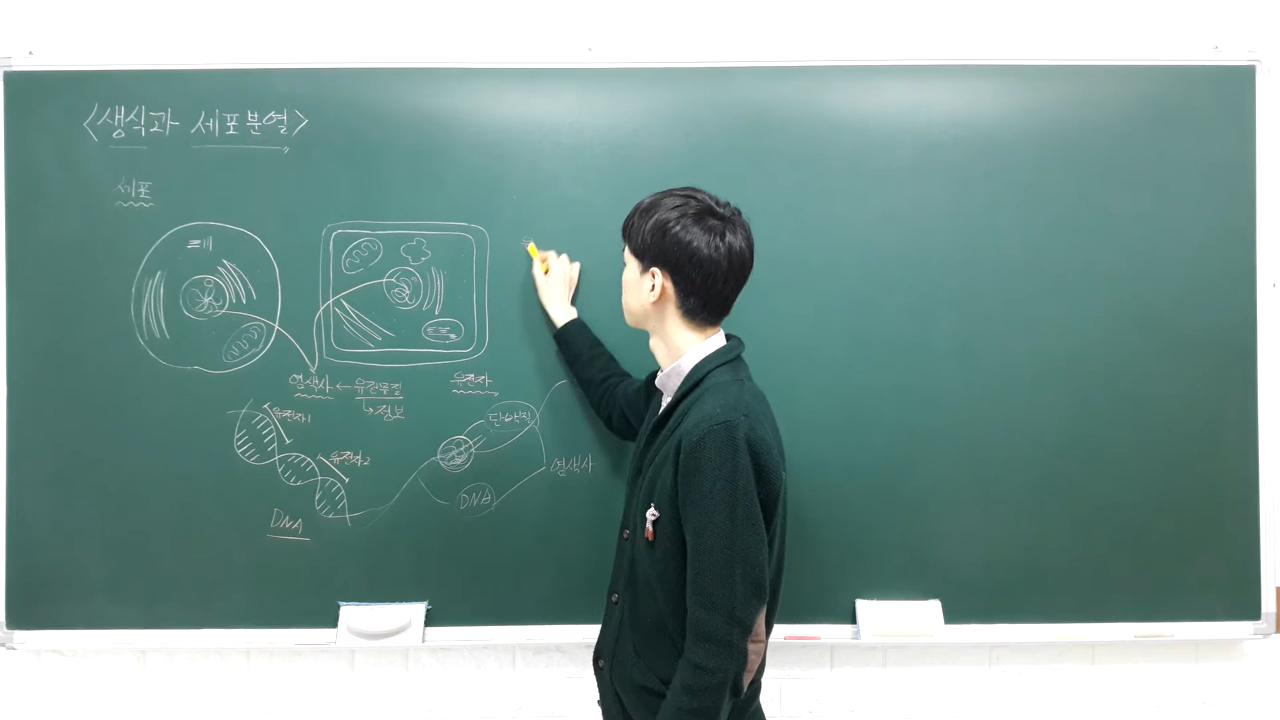 <생식과 세포분열>
세포
염색사 ← 유전물질
↳ 정보
유전자
유전자1
유전자2
단백질
염색사
DNA
DNA